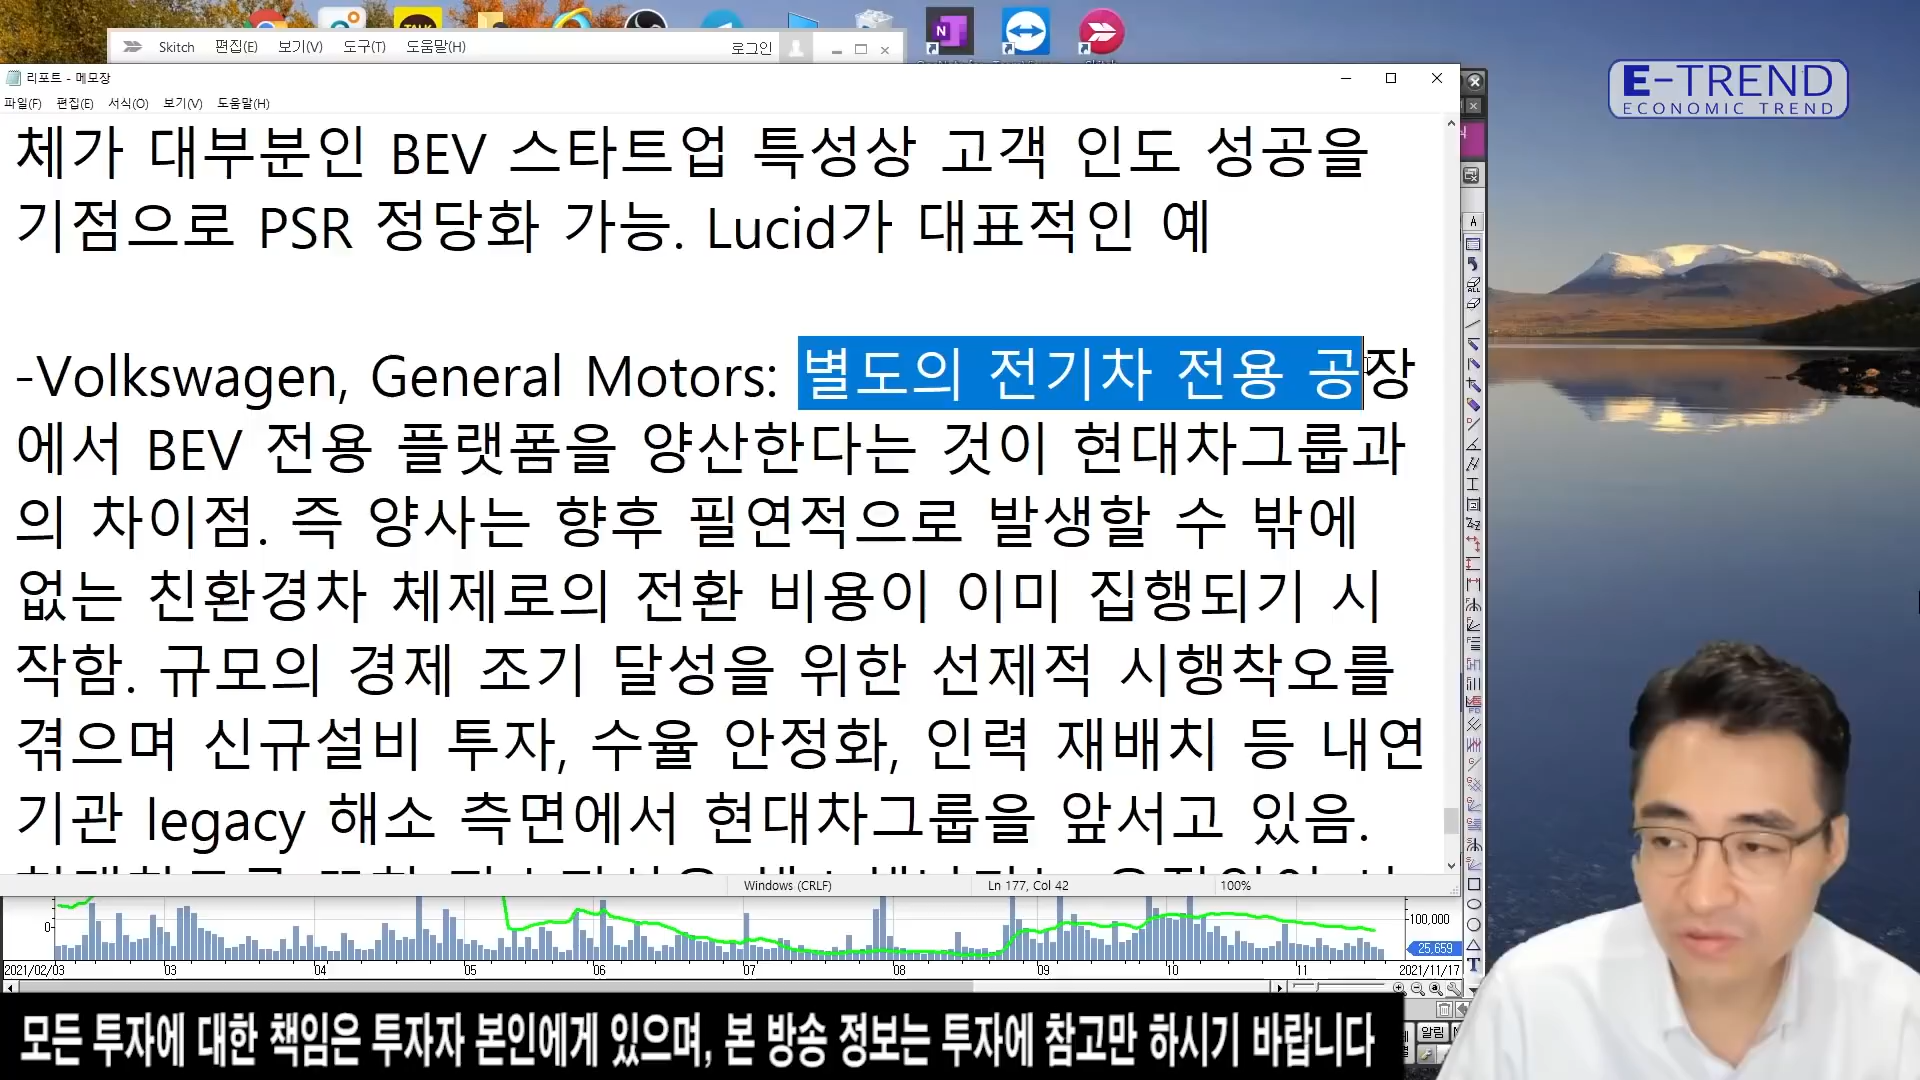 Skitch 편집(E) 보기(V) 도구(T) 도움말(H) 로그인
리포트 - 메모장
파일(F) 편집(E) 서식(O) 보기(V) 도움말(H)
E-TREND
ECONOMIC TREND
체가 대부분인 BEV 스타트업 특성상 고객 인도 성공을
기점으로 PSR 정당화 가능. Lucid가 대표적인 예
-Volkswagen, General Motors: 별도의 전기차 전용 공장
에서 BEV 전용 플랫폼을 양산한다는 것이 현대차그룹과
의 차이점. 즉 양사는 향후 필연적으로 발생할 수 밖에
없는 친환경차 체제로의 전환 비용이 이미 집행되기 시
작함. 규모의 경제 조기 달성을 위한 선제적 시행착오를
겪으며 신규설비 투자, 수율 안정화, 인력 재배치 등 내연
기관 legacy 해소 측면에서 현대차그룹을 앞서고 있음.
Windows (CRLF) Ln 177, Col 42 100%
0 100,000
25,659
2021/02/03 03 04 05 06 07 08 09 10 11 2021/11/17
알림
모든 투자에 대한 책임은 투자자 본인에게 있으며, 본 방송 정보는 투자에 참고만 하시기 바랍니다